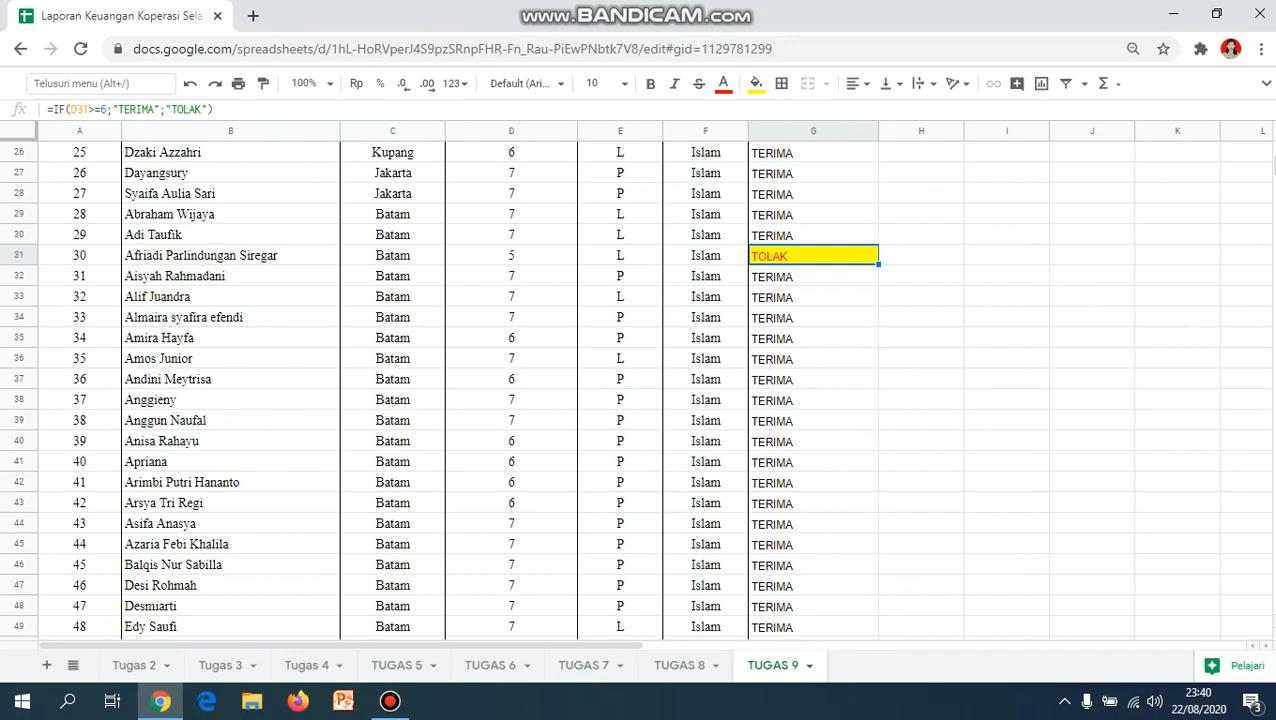 www.BANDICAM.com
Laporan Keuangan Koperasi Sela
docs.google.com/spreadsheets/d/1hL-HoRVperJ4S9pzSRnpFHR-Fn_Rau-PiEwPNbtk7V8/edit#gid=1129781299
Telusuri menu (Alt+/) 100% Rp % .0 .00 123 Default (Ari... 10 B I S A Σ
fx =IF(D31>=6;"TERIMA";"TOLAK")
A B C D E F G H I J K L
26 25 Dzaki Azzahri Kupang 6 L Islam TERIMA
27 26 Dayangsury Jakarta 7 P Islam TERIMA
28 27 Syaifa Aulia Sari Jakarta 7 P Islam TERIMA
29 28 Abraham Wijaya Batam 7 L Islam TERIMA
30 29 Adi Taufik Batam 7 L Islam TERIMA
31 30 Afriadi Parlindungan Siregar Batam 5 L Islam TOLAK
32 31 Aisyah Rahmadani Batam 7 P Islam TERIMA
33 32 Alif Juandra Batam 7 L Islam TERIMA
34 33 Almaira syafira efendi Batam 7 P Islam TERIMA
35 34 Amira Hayfa Batam 6 P Islam TERIMA
36 35 Amos Junior Batam 7 L Islam TERIMA
37 36 Andini Meytrisa Batam 6 P Islam TERIMA
38 37 Anggieny Batam 7 P Islam TERIMA
39 38 Anggun Naufal Batam 7 P Islam TERIMA
40 39 Anisa Rahayu Batam 6 P Islam TERIMA
41 40 Apriana Batam 6 P Islam TERIMA
42 41 Arimbi Putri Hananto Batam 6 P Islam TERIMA
43 42 Arsya Tri Regi Batam 6 P Islam TERIMA
44 43 Asifa Anasya Batam 7 P Islam TERIMA
45 44 Azaria Febi Khalila Batam 7 P Islam TERIMA
46 45 Balqis Nur Sabilla Batam 7 P Islam TERIMA
47 46 Desi Rohmah Batam 7 P Islam TERIMA
48 47 Desmiarti Batam 7 P Islam TERIMA
49 48 Edy Saufi Batam 7 L Islam TERIMA
Tugas 2 Tugas 3 Tugas 4 TUGAS 5 TUGAS 6 TUGAS 7 TUGAS 8 TUGAS 9 Pelajari
23:40
22/08/2020
3